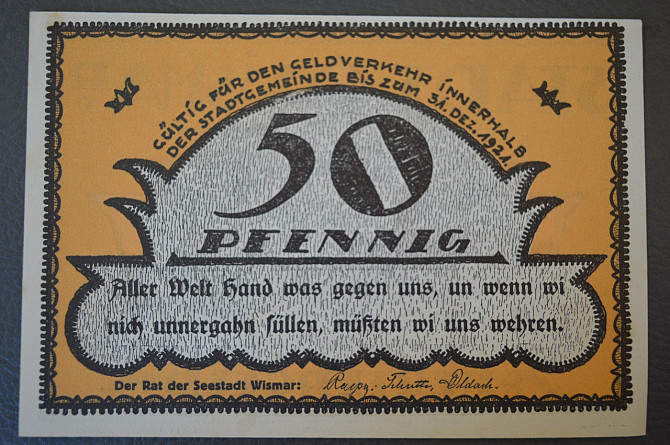 GÜLTIG FÜR DEN GELDVERKEHR INNERHALB
DER STADTGEMEINDE BIS ZUM 31. DEZ. 1921.
50
PFENNIG
Aller Welt Hand was gegen uns, un wenn wi
nich unnergahn süllen, müßten wi uns wehren.
Der Rat der Seestadt Wismar: